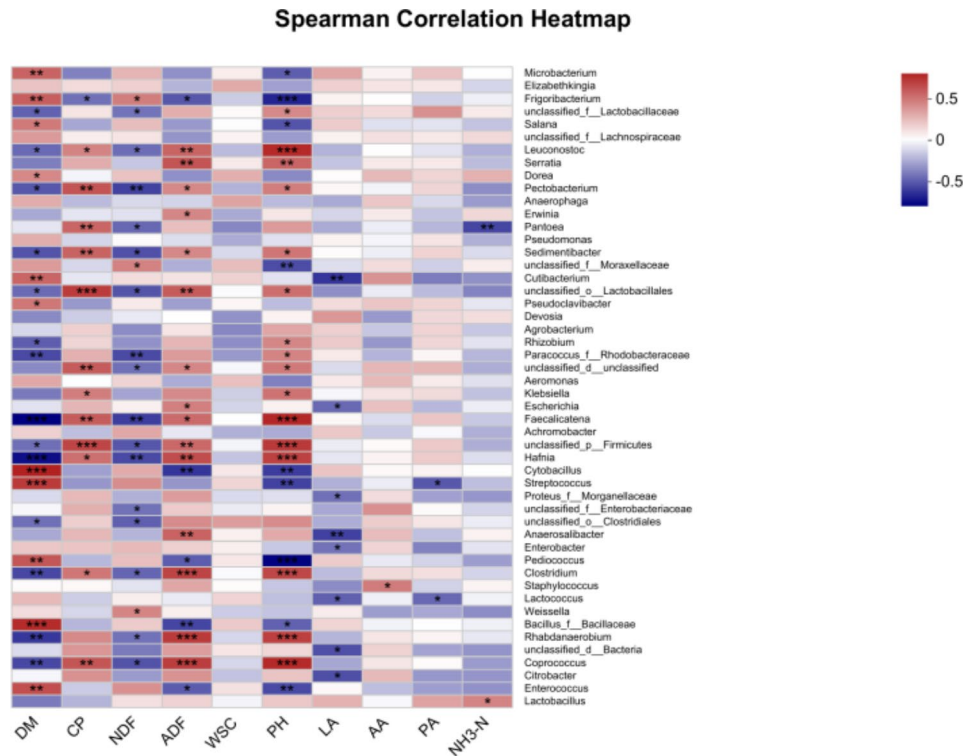 Spearman Correlation Heatmap
** * Microbacterium
Elizabethkingia
** * * * *** Frigoribacterium
* * * unclassified_f__Lactobacillaceae
* * Salana
unclassified_f__Lachnospiraceae
* * * ** *** Leuconostoc
** ** Serratia
* Dorea
* ** ** * * Pectobacterium
Anaerophaga
* Erwinia
** * ** Pantoea
Pseudomonas
* ** * * * Sedimentibacter
* ** unclassified_f__Moraxellaceae
** ** Cutibacterium
* *** * ** * unclassified_o__Lactobacillales
* Pseudoclavibacter
Devosia
Agrobacterium
* * Rhizobium
** ** * Paracoccus_f__Rhodobacteraceae
** * * * unclassified_d__unclassified
Aeromonas
* * Klebsiella
* * Escherichia
*** ** ** * *** Faecalicatena
Achromobacter
* *** * ** *** unclassified_p__Firmicutes
*** * ** ** *** Hafnia
*** ** ** Cytobacillus
*** ** * Streptococcus
* Proteus_f__Morganellaceae
* unclassified_f__Enterobacteriaceae
* * unclassified_o__Clostridiales
** ** Anaerosalibacter
* Enterobacter
** * *** Pediococcus
** * * *** *** Clostridium
* Staphylococcus
* * Lactococcus
* Weissella
*** ** * Bacillus_f__Bacillaceae
** * *** *** Rhabdanaerobium
* unclassified_d__Bacteria
** ** * *** *** Coprococcus
* Citrobacter
** * ** Enterococcus
* Lactobacillus
DM CP NDF ADF WSC PH LA AA PA NH3-N
0.5
0
-0.5